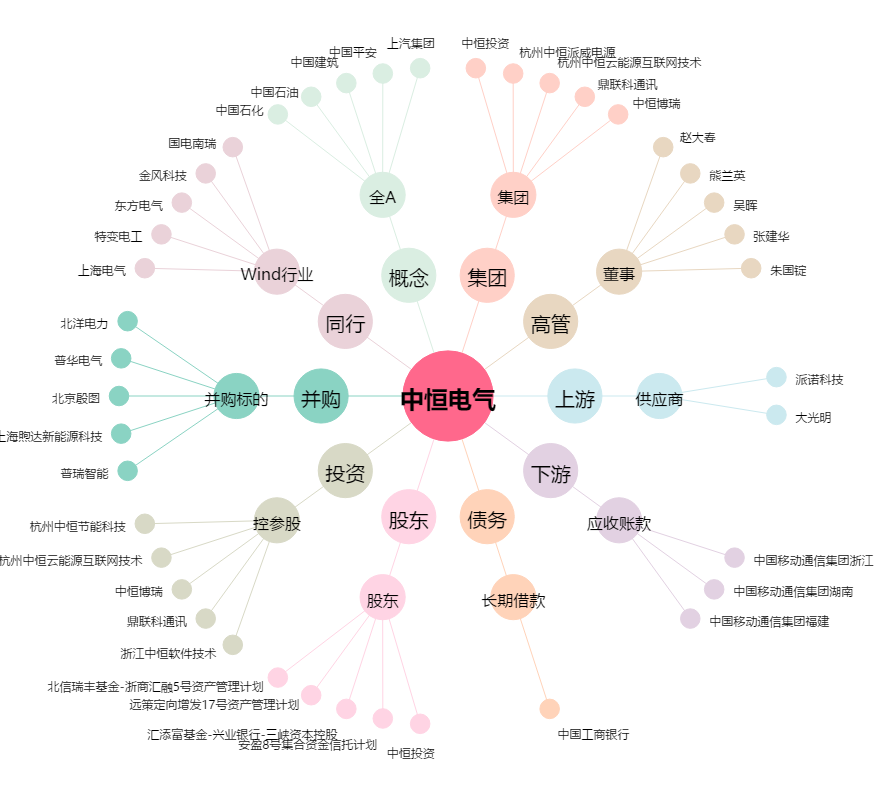 上汽集团
中国平安
中国建筑
中国石油
中国石化
全A
概念
中恒投资
杭州中恒派威电源
杭州中恒云能源互联网技术
鼎联科通讯
中恒博瑞
集团
集团
国电南瑞
金风科技
东方电气
特变电工
上海电气
Wind行业
同行
赵大春
熊兰英
吴晖
张建华
朱国锭
董事
高管
北洋电力
普华电气
北京殷图
上海煦达新能源科技
普瑞智能
并购标的
并购
中恒电气
上游
供应商
派诺科技
大光明
投资
控参股
杭州中恒节能科技
杭州中恒云能源互联网技术
中恒博瑞
鼎联科通讯
浙江中恒软件技术
下游
应收账款
中国移动通信集团浙江
中国移动通信集团湖南
中国移动通信集团福建
股东
股东
北信瑞丰基金-浙商汇融5号资产管理计划
远策定向增发17号资产管理计划
汇添富基金-兴业银行-三峡资本控股
安盈8号集合资金信托计划
中恒投资
债务
长期借款
中国工商银行